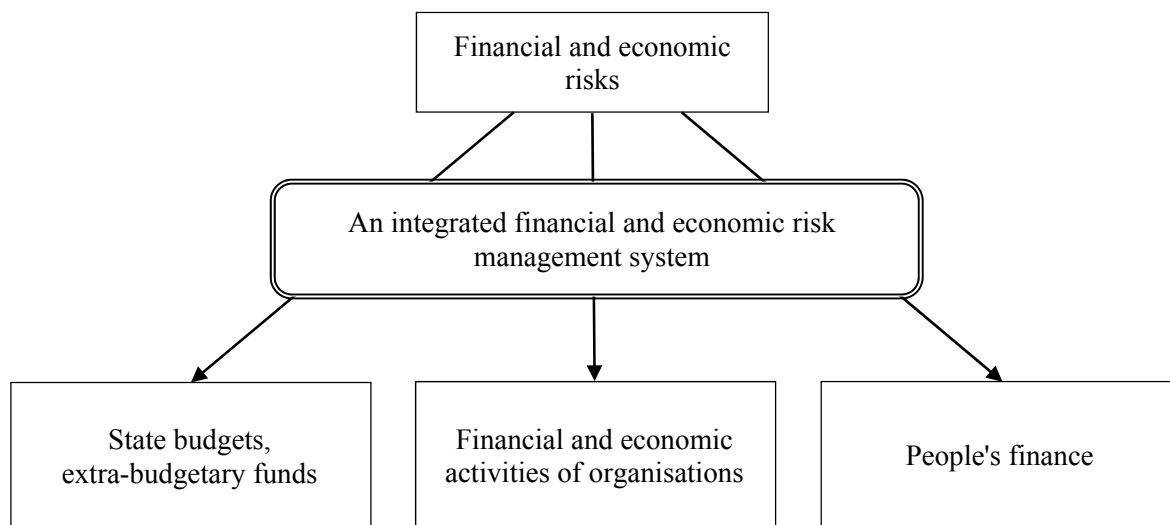 Financial and economic
risks
An integrated financial and economic risk
management system
State budgets,
extra-budgetary funds
Financial and economic
activities of organisations
People's finance